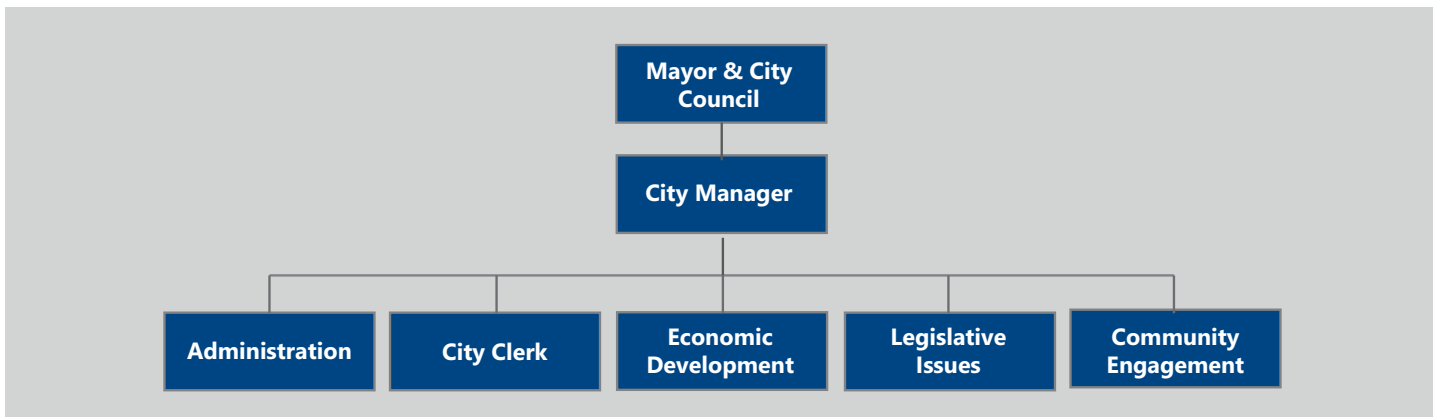 Mayor & City
Council
City Manager
Administration
City Clerk
Economic
Development
Legislative
Issues
Community
Engagement